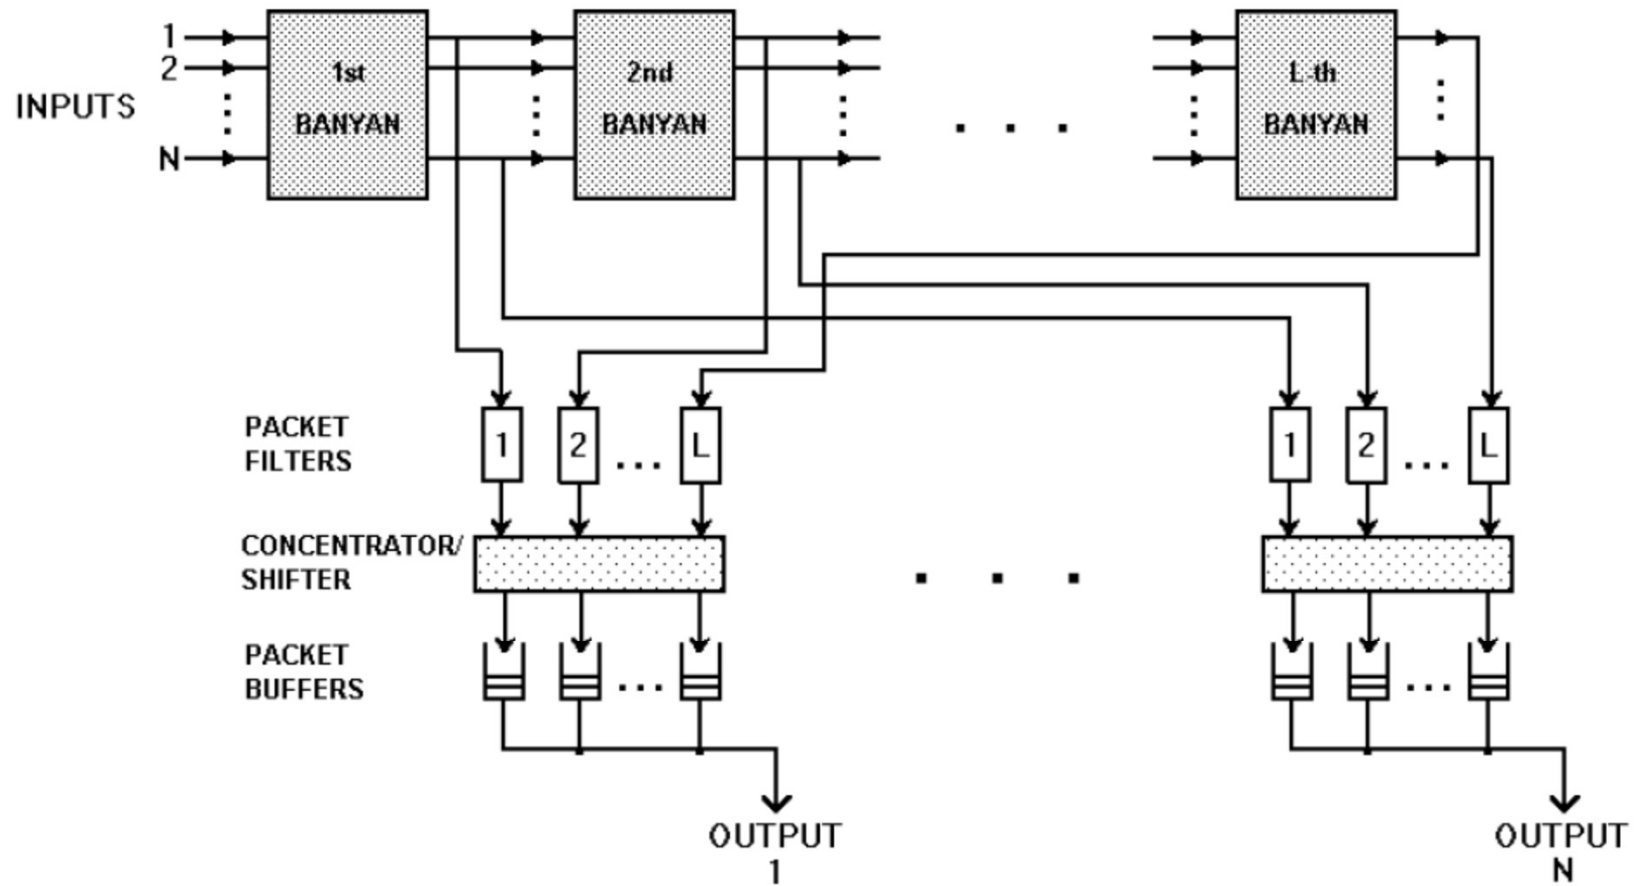 1
2
INPUTS
N
1st
BANYAN
2nd
BANYAN
. . .
L-th
BANYAN
PACKET
FILTERS
1 2 ... L
1 2 ... L
CONCENTRATOR/
SHIFTER
. . .
PACKET
BUFFERS
...
...
OUTPUT
1
OUTPUT
N